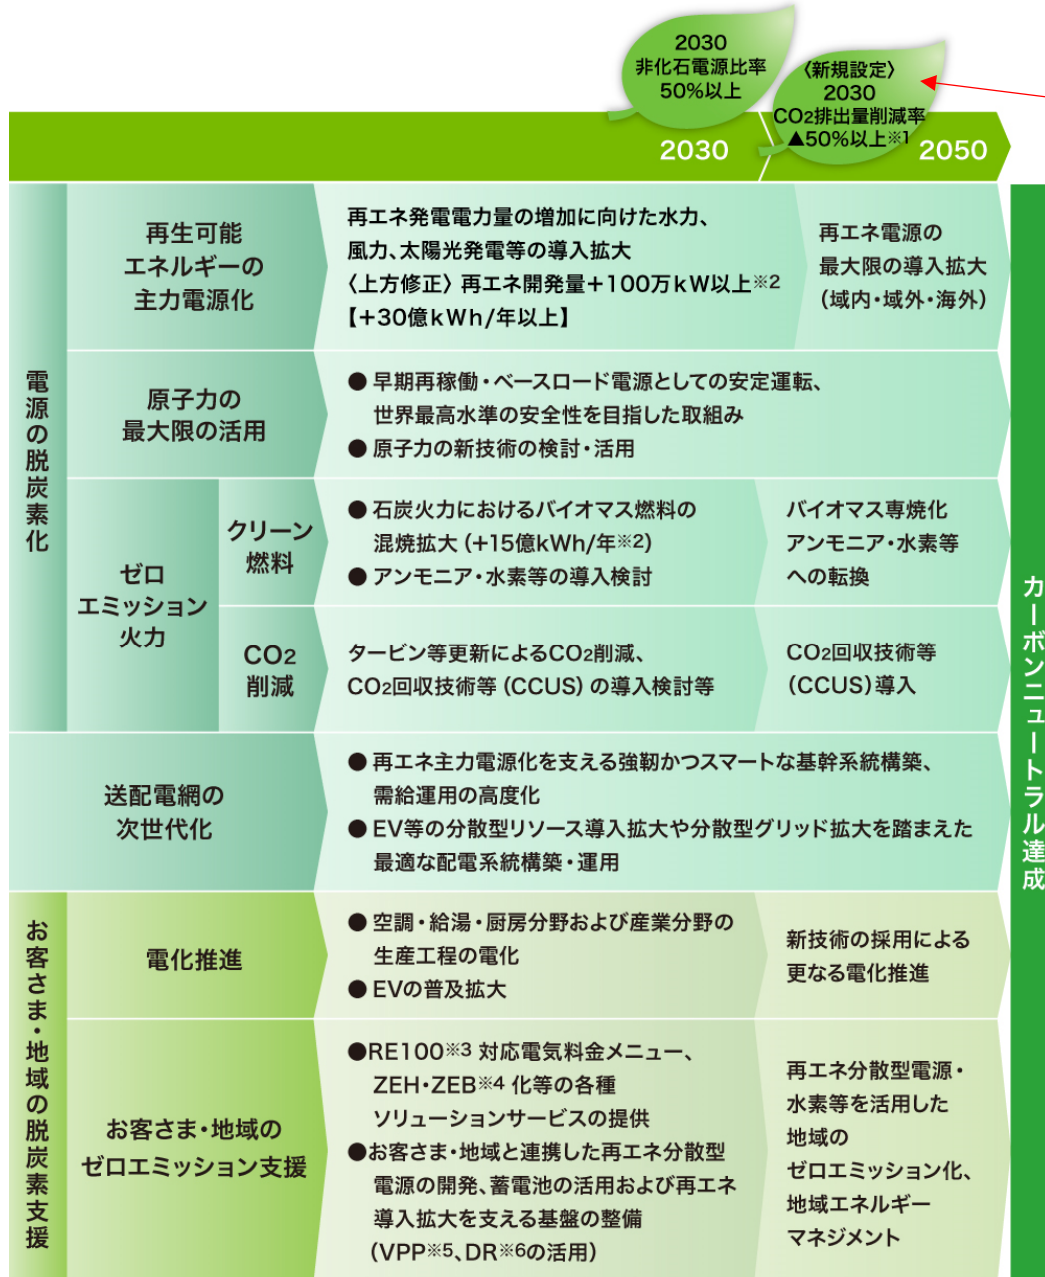 2030
非化石電源比率
50%以上
〈新規設定〉
2030
CO2排出量削減率
▲50%以上※1
2030
2050
電源の脱炭素化
再生可能
エネルギーの
主力電源化
再エネ発電電力量の増加に向けた水力、
風力、太陽光発電等の導入拡大
〈上方修正〉再エネ開発量+100万kW以上※2
【+30億kWh/年以上】
再エネ電源の
最大限の導入拡大
(域内・域外・海外)
原子力の
最大限の活用
● 早期再稼働・ベースロード電源としての安定運転、
世界最高水準の安全性を目指した取組み
● 原子力の新技術の検討・活用
ゼロ
エミッション
火力
クリーン
燃料
● 石炭火力におけるバイオマス燃料の
混焼拡大(+15億kWh/年※2)
● アンモニア・水素等の導入検討
バイオマス専焼化
アンモニア・水素等
への転換
CO2
削減
タービン等更新によるCO2削減、
CO2回収技術等(CCUS)の導入検討等
CO2回収技術等
(CCUS)導入
送配電網の
次世代化
● 再エネ主力電源化を支える強靭かつスマートな基幹系統構築、
需給運用の高度化
● EV等の分散型リソース導入拡大や分散型グリッド拡大を踏まえた
最適な配電系統構築・運用
お客さま・地域の脱炭素支援
電化推進
● 空調・給湯・厨房分野および産業分野の
生産工程の電化
● EVの普及拡大
新技術の採用による
更なる電化推進
お客さま・地域の
ゼロエミッション支援
●RE100※3 対応電気料金メニュー、
ZEH・ZEB※4 化等の各種
ソリューションサービスの提供
●お客さま・地域と連携した再エネ分散型
電源の開発、蓄電池の活用および再エネ
導入拡大を支える基盤の整備
(VPP※5、DR※6の活用)
再エネ分散型電源・
水素等を活用した
地域の
ゼロエミッション化、
地域エネルギー
マネジメント
カーボンニュートラル達成